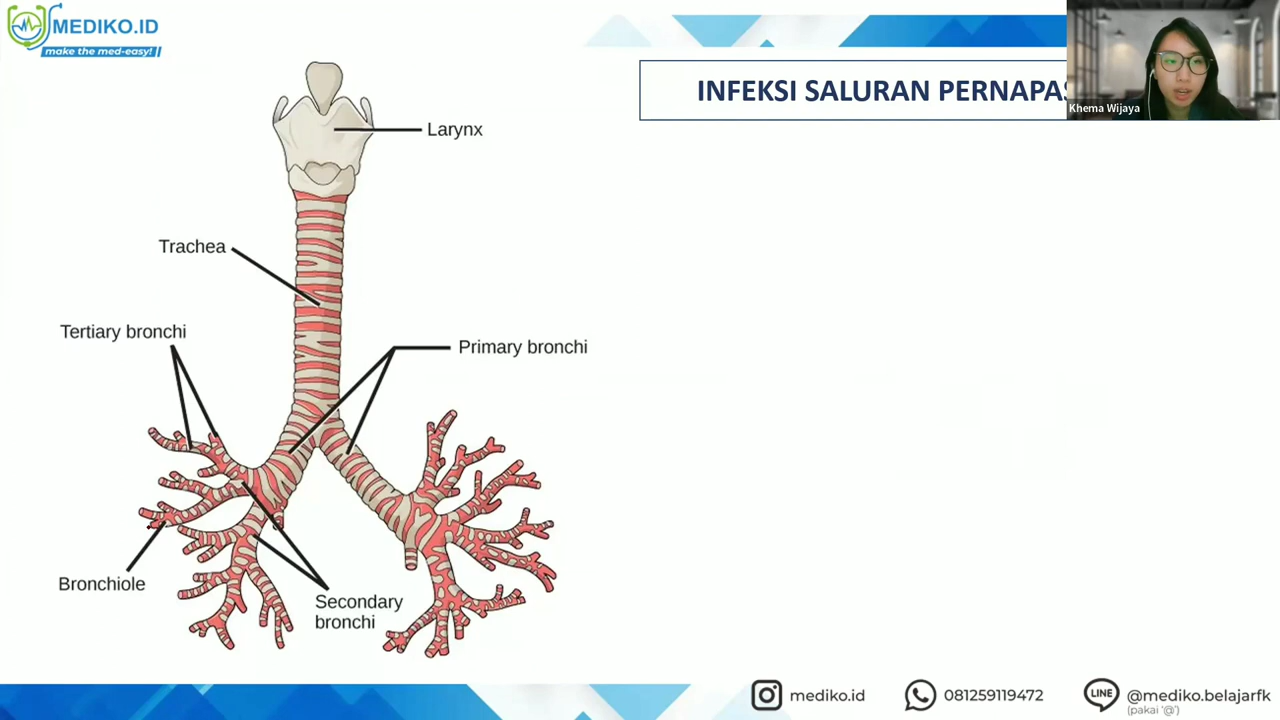 MEDIKO.ID
make the med-easy!
INFEKSI SALURAN
Khema Wijaya
Larynx
Trachea
Tertiary bronchi
Primary bronchi
Bronchiole
Secondary
bronchi
mediko.id
081259119472
LINE
@mediko.belajarfk
(pakai '@')